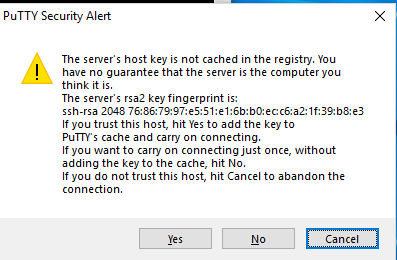 PuTTY Security Alert
The server's host key is not cached in the registry. You
have no guarantee that the server is the computer you
think it is.
The server's rsa2 key fingerprint is:
ssh-rsa 2048 76:86:79:97:e5:51:e1:6b:b0:ec:c6:a2:1f:39:b8:e3
If you trust this host, hit Yes to add the key to
PuTTY's cache and carry on connecting.
If you want to carry on connecting just once, without
adding the key to the cache, hit No.
If you do not trust this host, hit Cancel to abandon the
connection.
Yes No Cancel